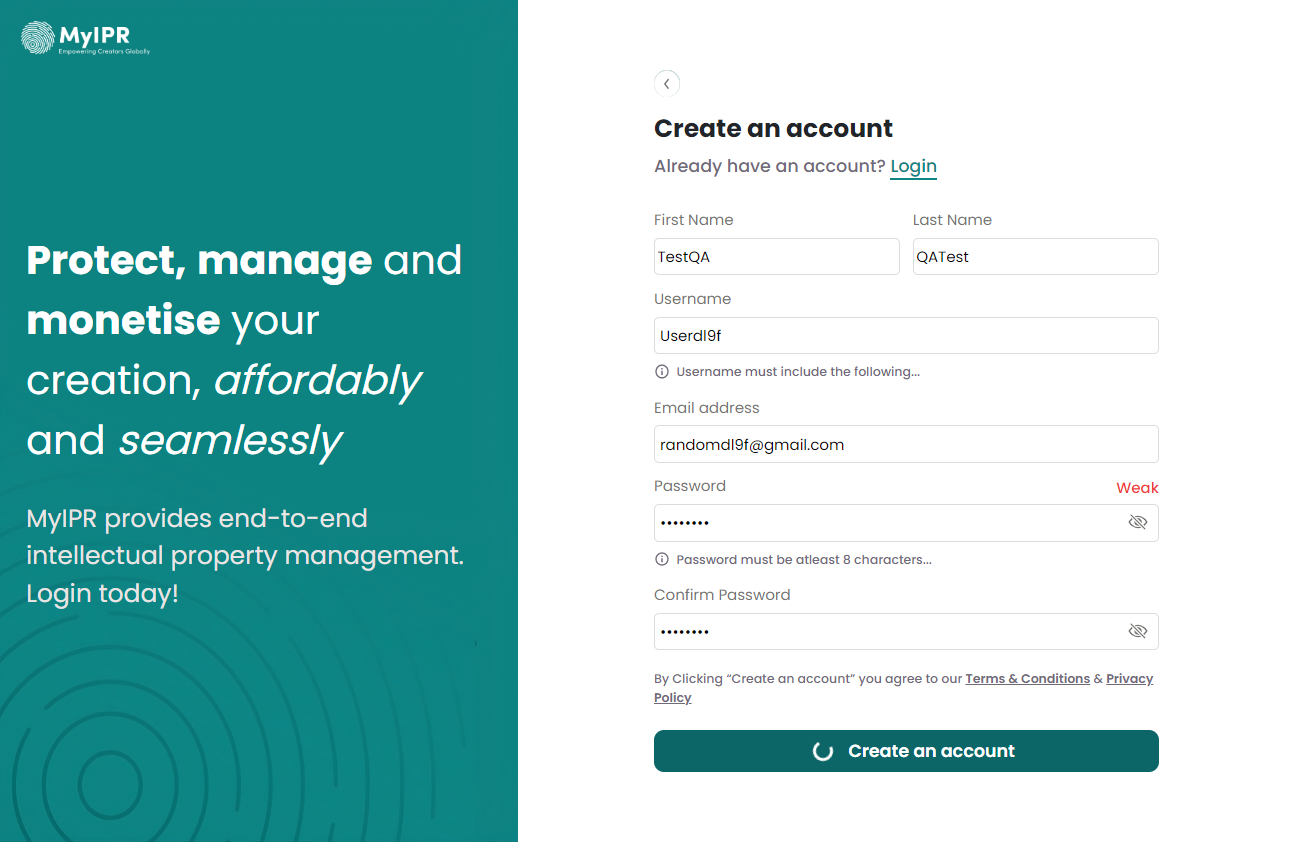 MyIPR
Empowering Creators Globally
Protect, manage and
monetise your
creation, affordably
and seamlessly
MyIPR provides end-to-end
intellectual property management.
Login today!
Create an account
Already have an account? Login
First Name
Last Name
TestQA
QATest
Username
Userdl9f
Username must include the following...
Email address
randomdl9f@gmail.com
Password
Weak
••••••••
Password must be atleast 8 characters...
Confirm Password
••••••••
By Clicking “Create an account” you agree to our Terms & Conditions & Privacy
Policy
Create an account